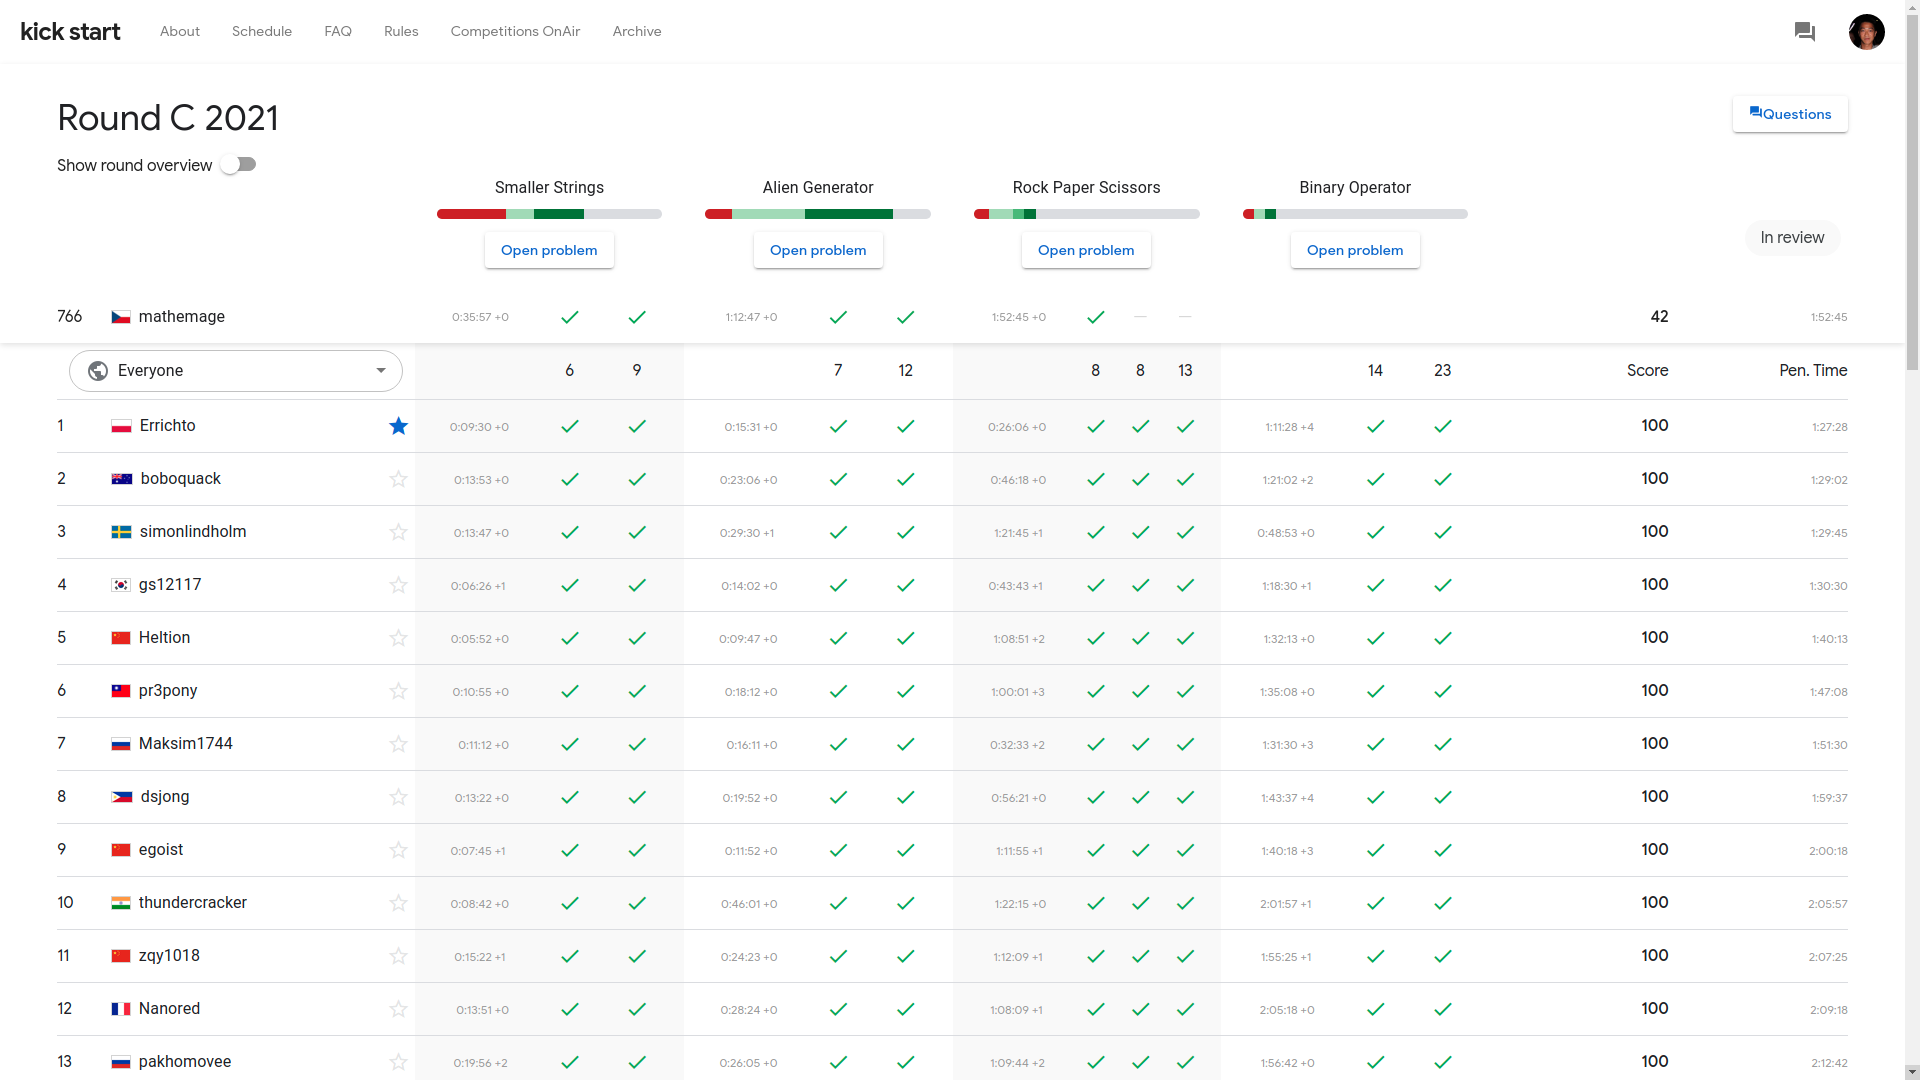 kick start About Schedule FAQ Rules Competitions OnAir Archive
Round C 2021
Questions
Show round overview
Smaller Strings Alien Generator Rock Paper Scissors Binary Operator
Open problem Open problem Open problem Open problem
In review
766 mathemage 0:35:57 +0 1:12:47 +0 1:52:45 +0 — — 42 1:52:45
Everyone 6 9 7 12 8 8 13 14 23 Score Pen. Time
1 Errichto 0:09:30 +0 0:15:31 +0 0:26:06 +0 1:11:28 +4 100 1:27:28
2 boboquack 0:13:53 +0 0:23:06 +0 0:46:18 +0 1:21:02 +2 100 1:29:02
3 simonlindholm 0:13:47 +0 0:29:30 +1 1:21:45 +1 0:48:53 +0 100 1:29:45
4 gs12117 0:06:26 +1 0:14:02 +0 0:43:43 +1 1:18:30 +1 100 1:30:30
5 Heltion 0:05:52 +0 0:09:47 +0 1:08:51 +2 1:32:13 +0 100 1:40:13
6 pr3pony 0:10:55 +0 0:18:12 +0 1:00:01 +3 1:35:08 +0 100 1:47:08
7 Maksim1744 0:11:12 +0 0:16:11 +0 0:32:33 +2 1:31:30 +3 100 1:51:30
8 dsjong 0:13:22 +0 0:19:52 +0 0:56:21 +0 1:43:37 +4 100 1:59:37
9 egoist 0:07:45 +1 0:11:52 +0 1:11:55 +1 1:40:18 +3 100 2:00:18
10 thundercracker 0:08:42 +0 0:46:01 +0 1:22:15 +0 2:01:57 +1 100 2:05:57
11 zqy1018 0:15:22 +1 0:24:23 +0 1:12:09 +1 1:55:25 +1 100 2:07:25
12 Nanored 0:13:51 +0 0:28:24 +0 1:08:09 +1 2:05:18 +0 100 2:09:18
13 pakhomovee 0:19:56 +2 0:26:05 +0 1:09:44 +2 1:56:42 +0 100 2:12:42